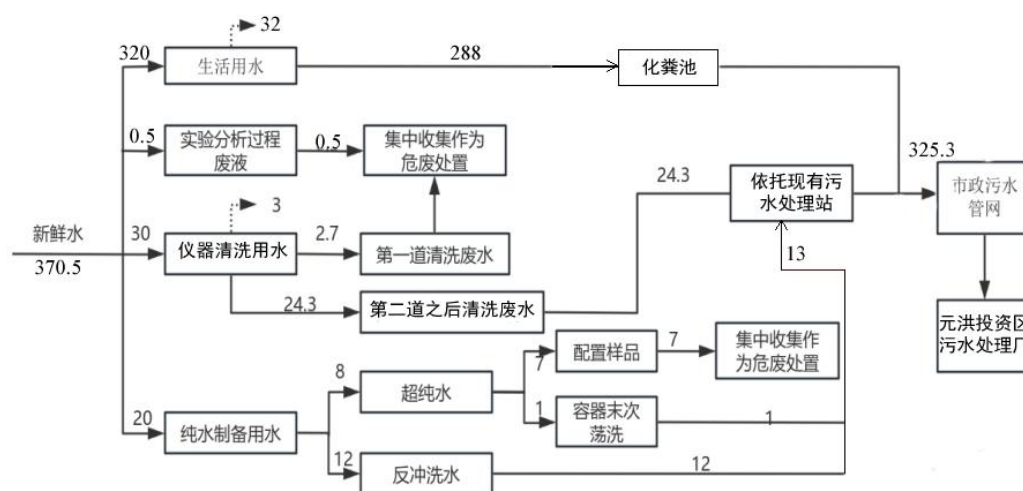 32
320
生活用水
288
化粪池
0.5
实验分析过程
废液
0.5
集中收集作为
危废处置
325.3
市政污水
管网
24.3
依托现有污
水处理站
3
新鲜水
370.5
30
仪器清洗用水
2.7
第一道清洗废水
13
24.3
第二道之后清洗废水
元洪投资区
污水处理厂
配置样品
7
集中收集作
为危废处置
8
超纯水
7
1
容器末次
荡洗
1
20
纯水制备用水
12
反冲洗水
12